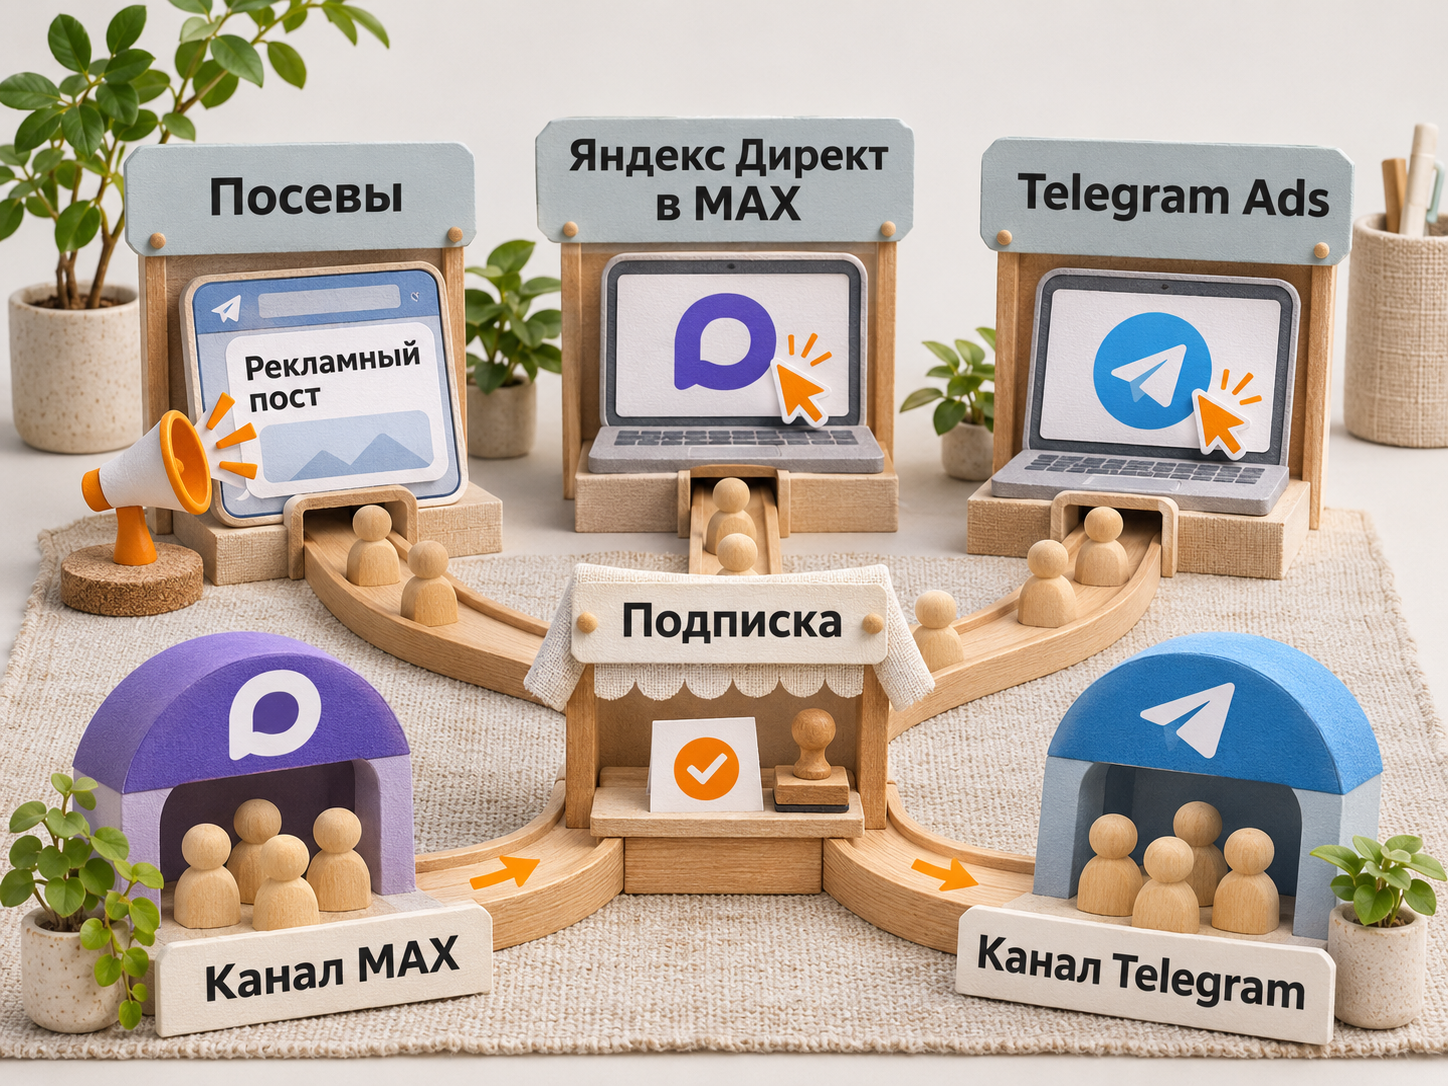 Посевы
Яндекс Директ
в MAX
Telegram Ads
Рекламный
пост
Подписка
Канал MAX
Канал Telegram